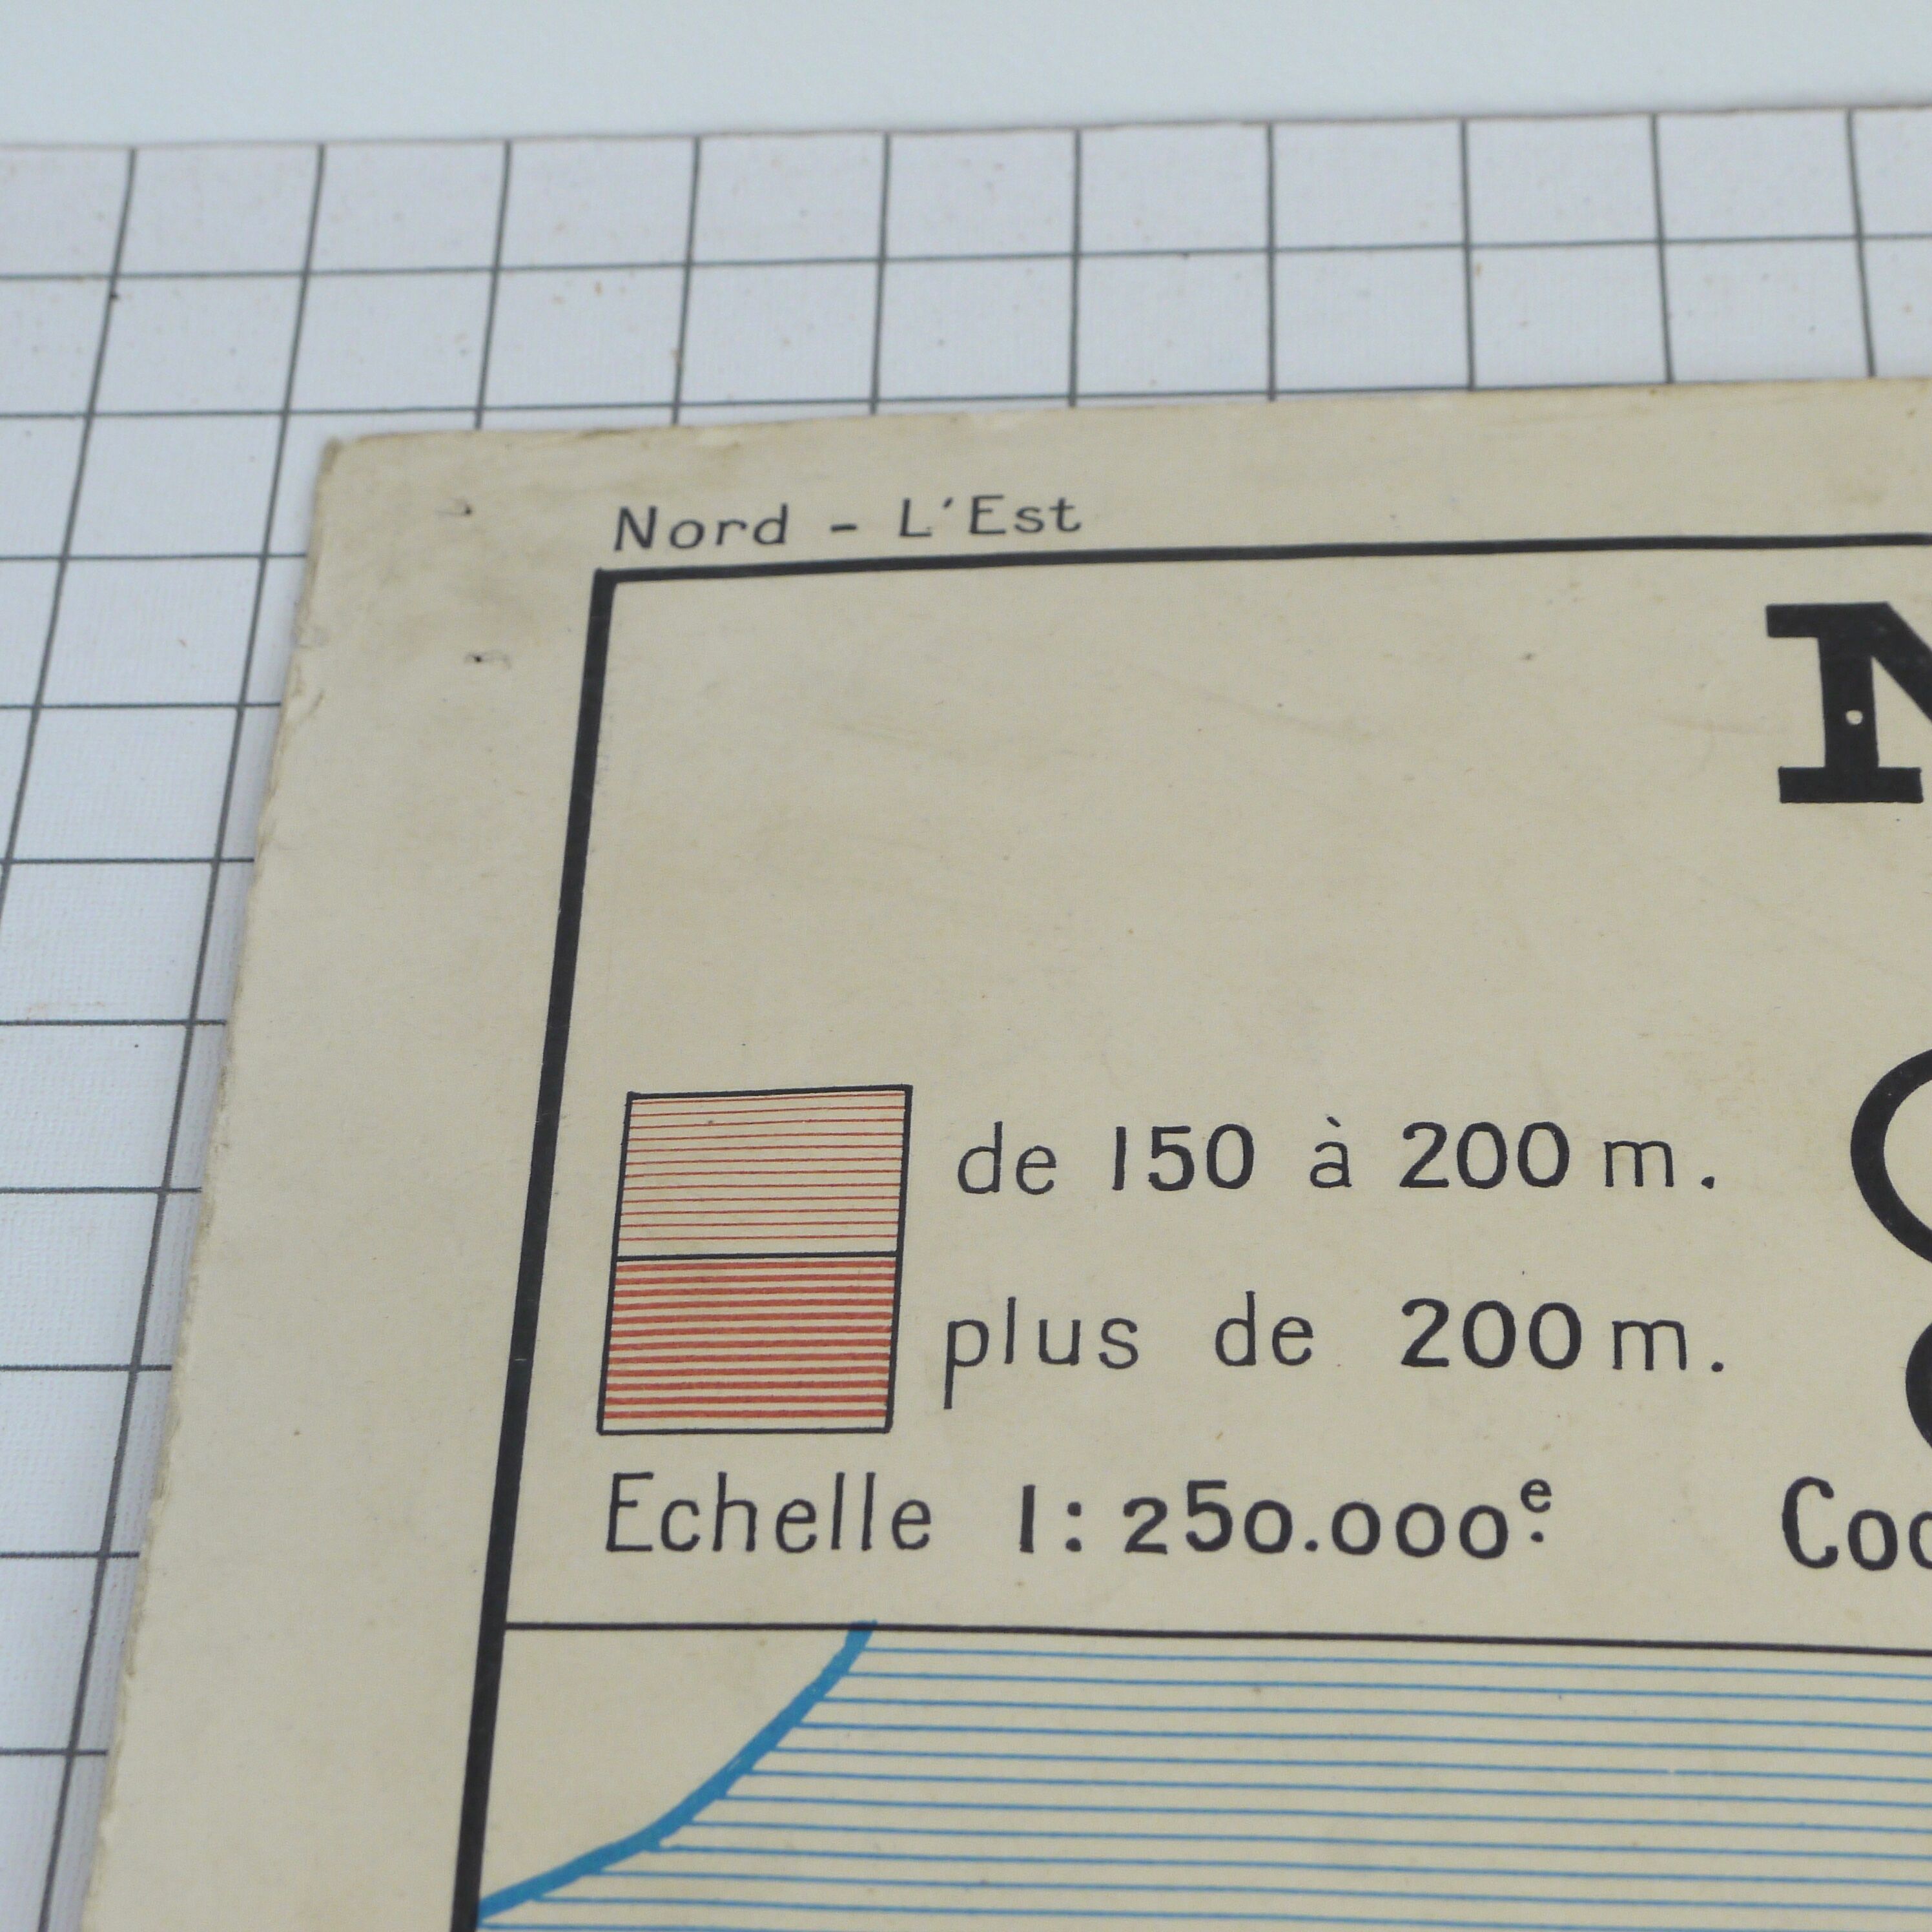 Nord - L'Est
de 150 à 200 m.
plus de 200 m.
Echelle 1:250.000e.